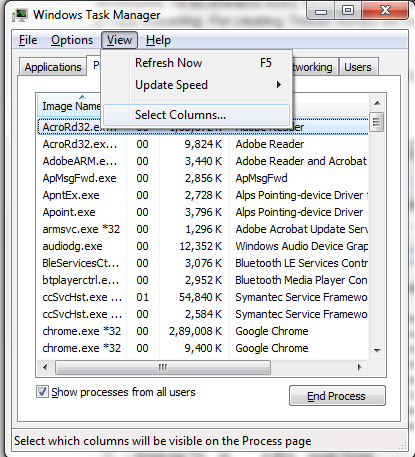 Windows Task Manager
File Options View Help
Refresh Now F5
Update Speed
Select Columns...
Applications
Users
Image Name
AcroRd32.ex... Adobe Reader
AcroRd32.ex... 00 9,824 K Adobe Reader
AdobeARM.ex... 00 3,440 K Adobe Reader and Acrobat
ApMsgFwd.ex... 00 2,856 K ApMsgFwd
ApntEx.exe 00 2,728 K Alps Pointing-device Driver f
Apoint.exe 00 3,796 K Alps Pointing-device Driver
armsvc.exe *32 00 1,296 K Adobe Acrobat Update Serv
audiodg.exe 00 12,352 K Windows Audio Device Grap
BleServicesCt... 00 3,076 K Bluetooth LE Services Contr
btplayerctrl.e... 00 2,952 K Bluetooth Media Player Con
ccSvcHst.exe ... 01 54,840 K Symantec Service Framewo
ccSvcHst.exe ... 00 2,584 K Symantec Service Framewo
chrome.exe *32 00 2,89,008 K Google Chrome
chrome.exe *32 00 9,400 K Google Chrome
Show processes from all users
End Process
Select which columns will be visible on the Process page